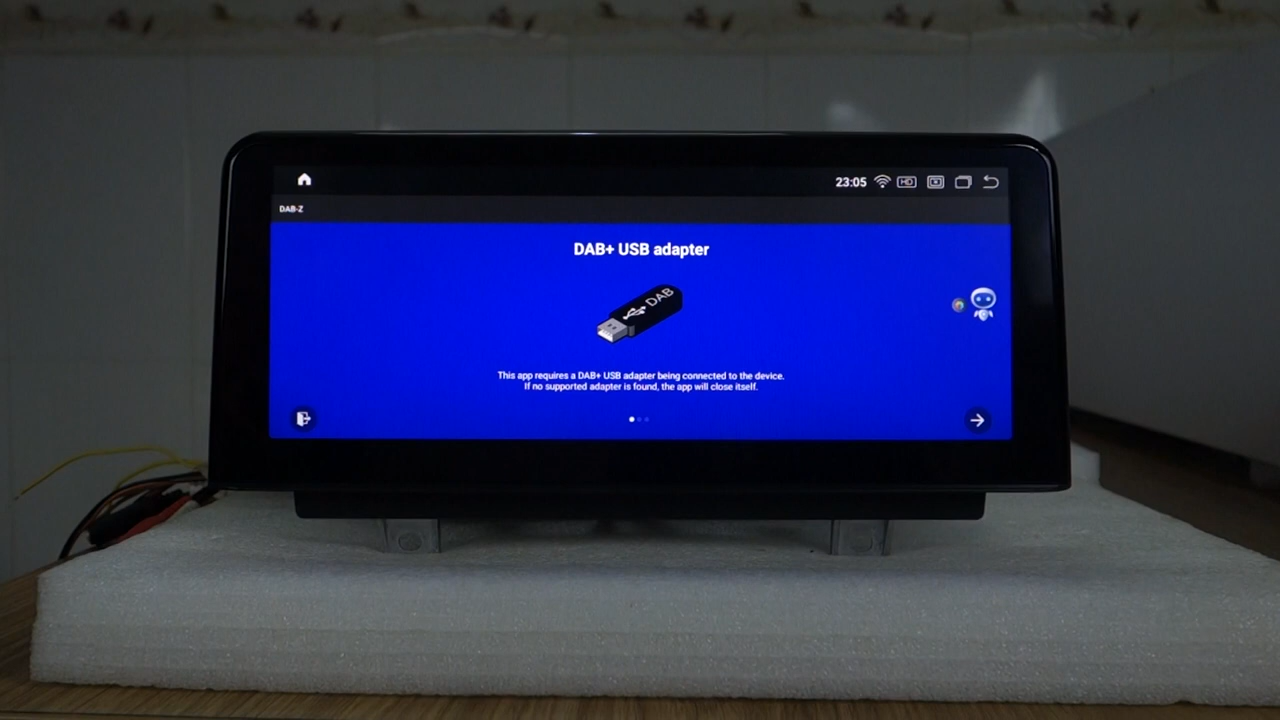 23:05
HD
DAB-Z
DAB+ USB adapter
DAB
This app requires a DAB+ USB adapter being connected to the device.
If no supported adapter is found, the app will close itself.